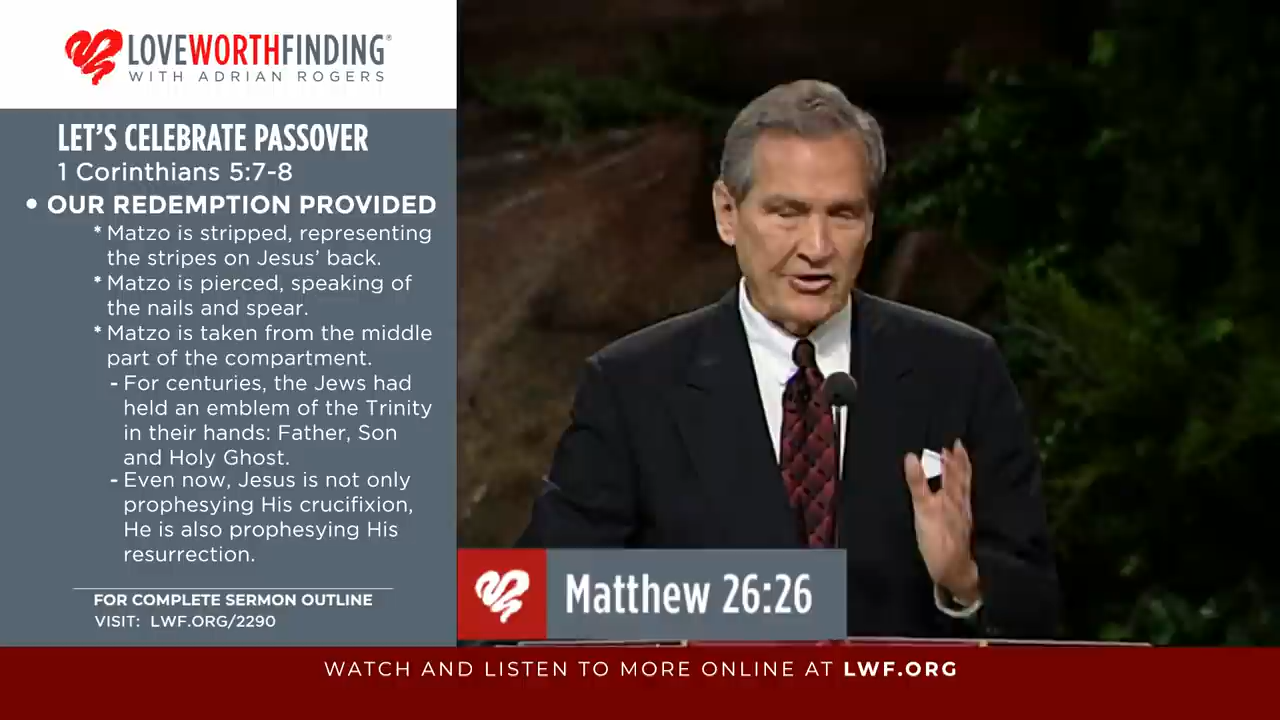 LOVEWORTHFINDING®
WITH ADRIAN ROGERS
LET'S CELEBRATE PASSOVER
1 Corinthians 5:7-8
• OUR REDEMPTION PROVIDED
* Matzo is stripped, representing
the stripes on Jesus' back.
* Matzo is pierced, speaking of
the nails and spear.
* Matzo is taken from the middle
part of the compartment.
- For centuries, the Jews had
held an emblem of the Trinity
in their hands: Father, Son
and Holy Ghost.
- Even now, Jesus is not only
prophesying His crucifixion,
He is also prophesying His
resurrection.
FOR COMPLETE SERMON OUTLINE
VISIT: LWF.ORG/2290
Matthew 26:26
WATCH AND LISTEN TO MORE ONLINE AT LWF.ORG